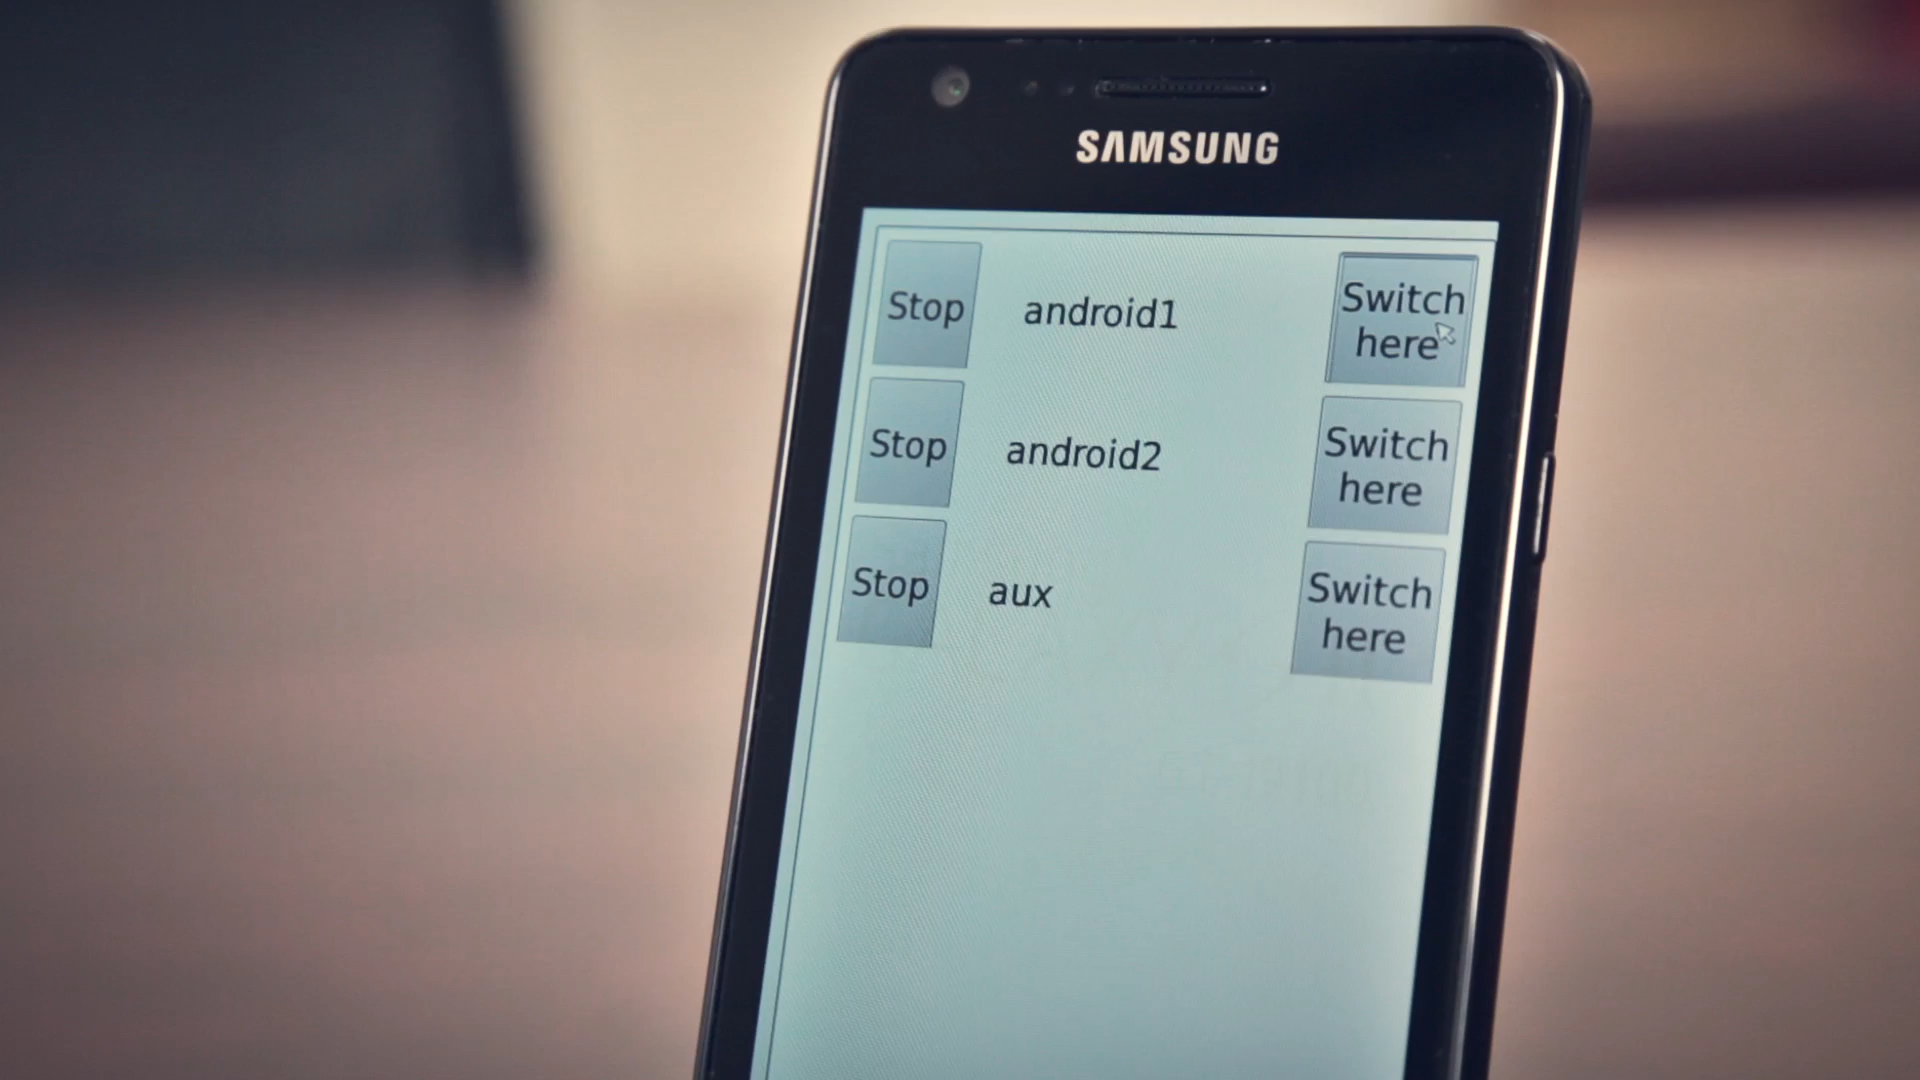 SAMSUNG
Stop android1 Switch here
Stop android2 Switch here
Stop aux Switch here